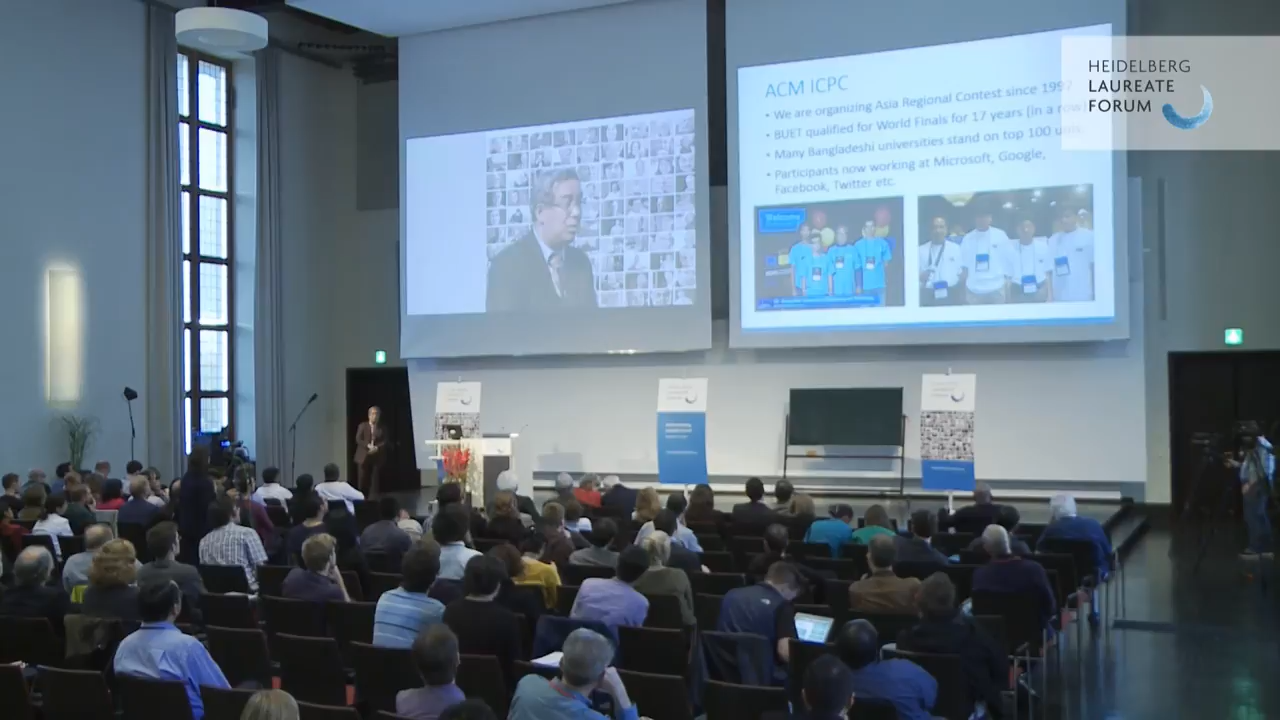 HEIDELBERG
LAUREATE
FORUM
ACM ICPC
• We are organizing Asia Regional Contest since 1997
• BUET qualified for World Finals for 17 years (in a row)
• Many Bangladeshi universities stand on top 100
• Participants now working at Microsoft, Google,
Facebook, Twitter etc.
Welcome